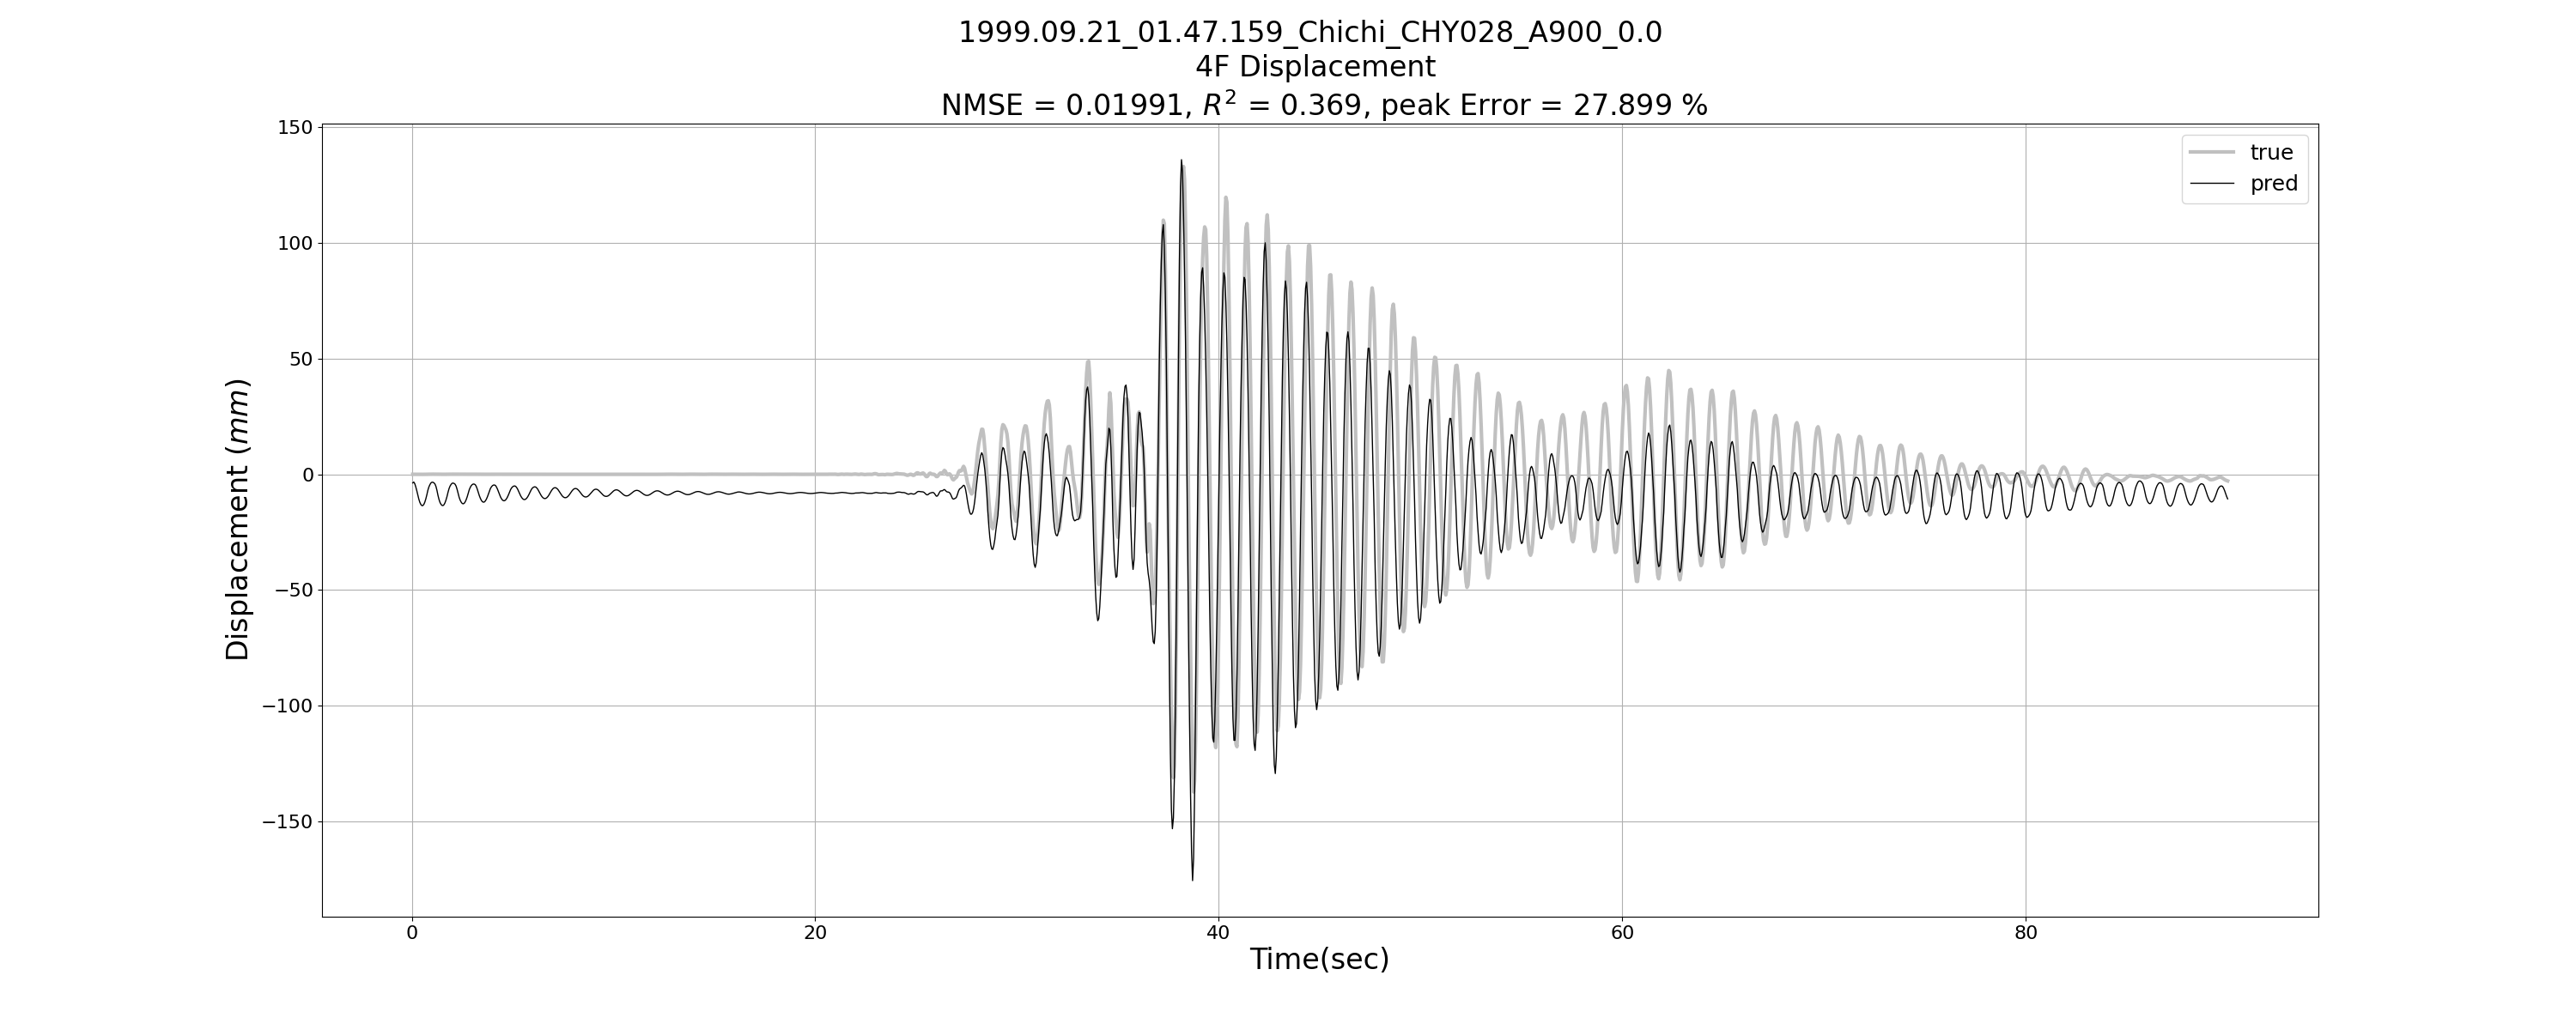 1999.09.21_01.47.159_Chichi_CHY028_A900_0.0
4F Displacement
NMSE = 0.01991, R² = 0.369, peak Error = 27.899 %
true
pred
150
100
50
0
−50
−100
−150
Displacement (mm)
0 20 40 60 80
Time(sec)